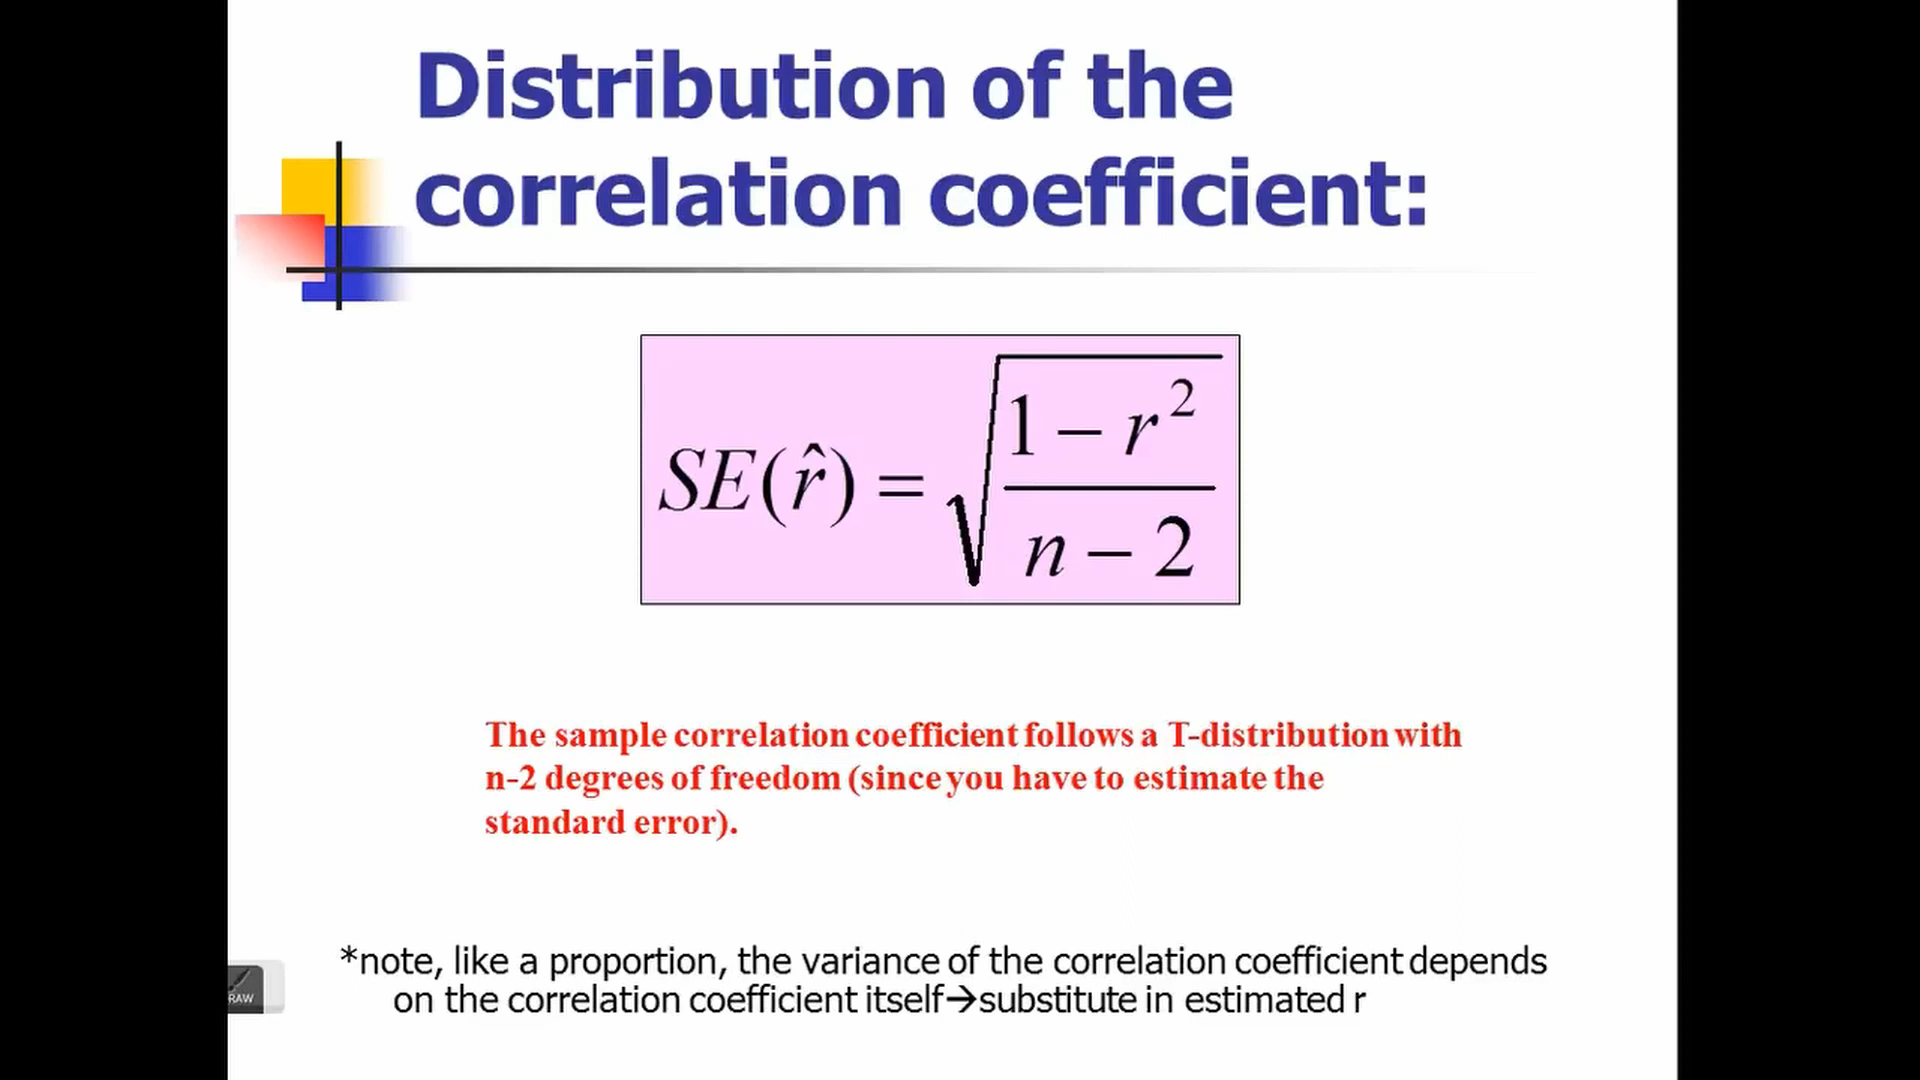 Distribution of the
correlation coefficient:
SE(r̂) = √((1 − r²)/(n − 2))
The sample correlation coefficient follows a T-distribution with
n-2 degrees of freedom (since you have to estimate the
standard error).
*note, like a proportion, the variance of the correlation coefficient depends
on the correlation coefficient itself→substitute in estimated r
RAW